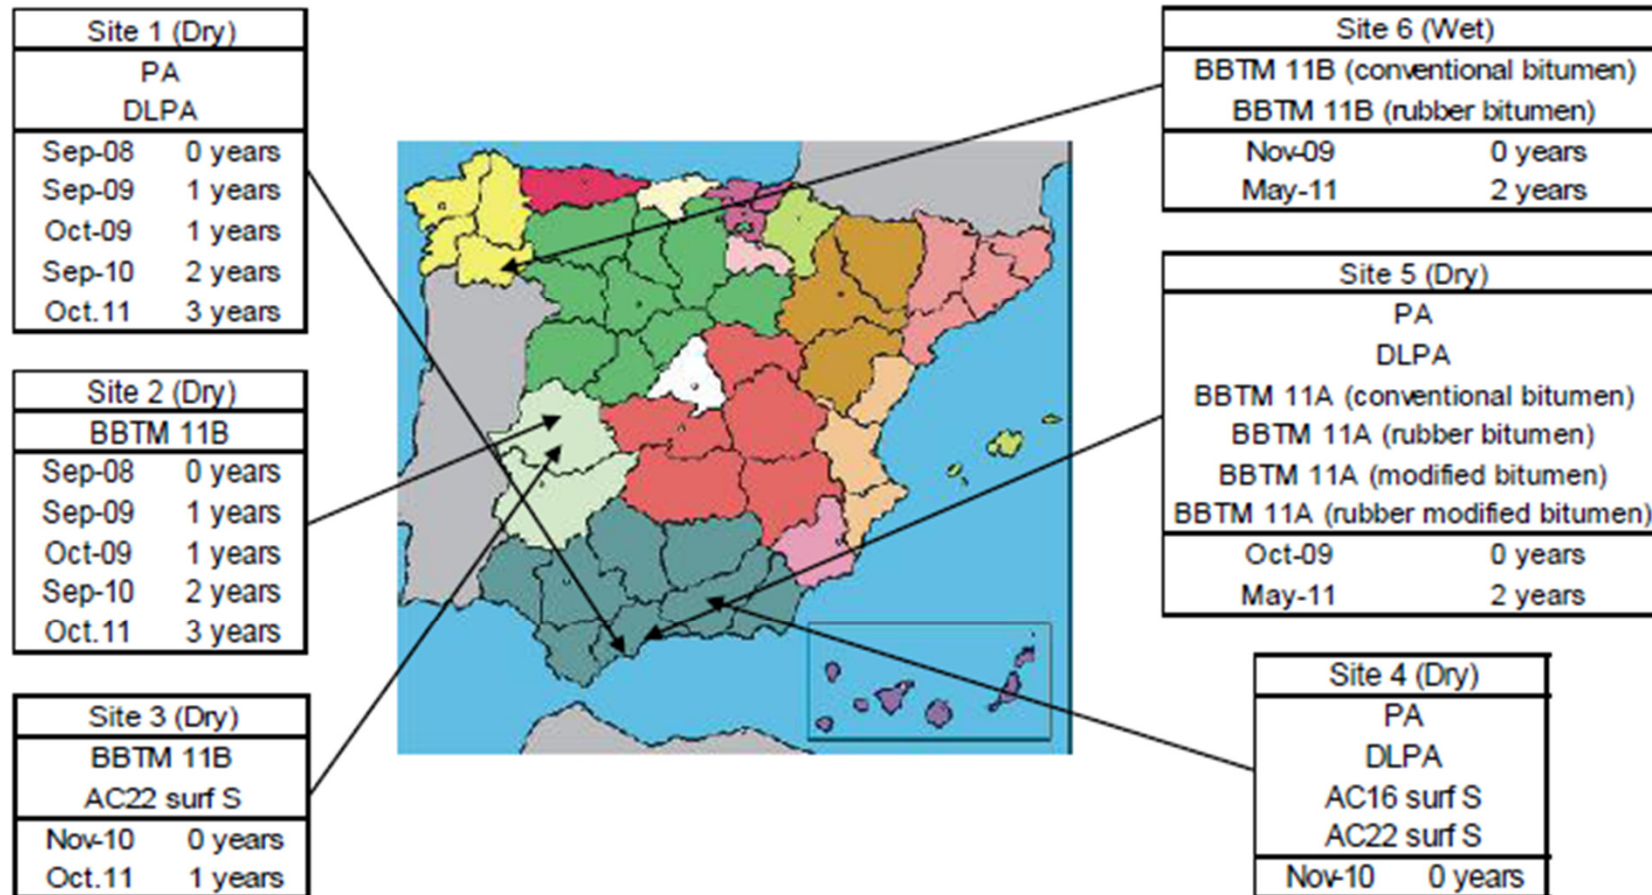 Site 1 (Dry)
PA
DLPA
Sep-08 0 years
Sep-09 1 years
Oct-09 1 years
Sep-10 2 years
Oct.11 3 years
Site 2 (Dry)
BBTM 11B
Sep-08 0 years
Sep-09 1 years
Oct-09 1 years
Sep-10 2 years
Oct.11 3 years
Site 3 (Dry)
BBTM 11B
AC22 surf S
Nov-10 0 years
Oct.11 1 years
Site 6 (Wet)
BBTM 11B (conventional bitumen)
BBTM 11B (rubber bitumen)
Nov-09 0 years
May-11 2 years
Site 5 (Dry)
PA
DLPA
BBTM 11A (conventional bitumen)
BBTM 11A (rubber bitumen)
BBTM 11A (modified bitumen)
BBTM 11A (rubber modified bitumen)
Oct-09 0 years
May-11 2 years
Site 4 (Dry)
PA
DLPA
AC16 surf S
AC22 surf S
Nov-10 0 years